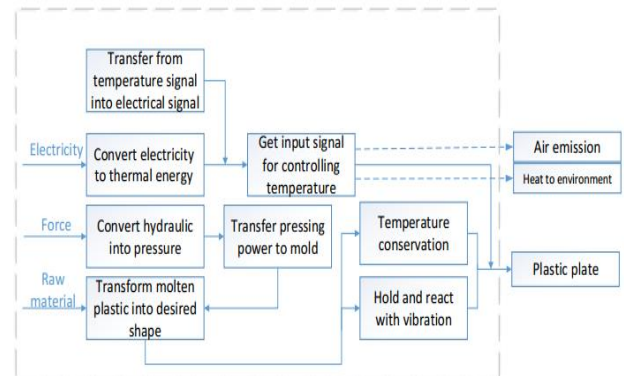 Transfer from
temperature signal
into electrical signal
Electricity
Convert electricity
to thermal energy
Get input signal
for controlling
temperature
Air emission
Heat to environment
Force
Convert hydraulic
into pressure
Transfer pressing
power to mold
Temperature
conservation
Plastic plate
Raw
material
Transform molten
plastic into desired
shape
Hold and react
with vibration